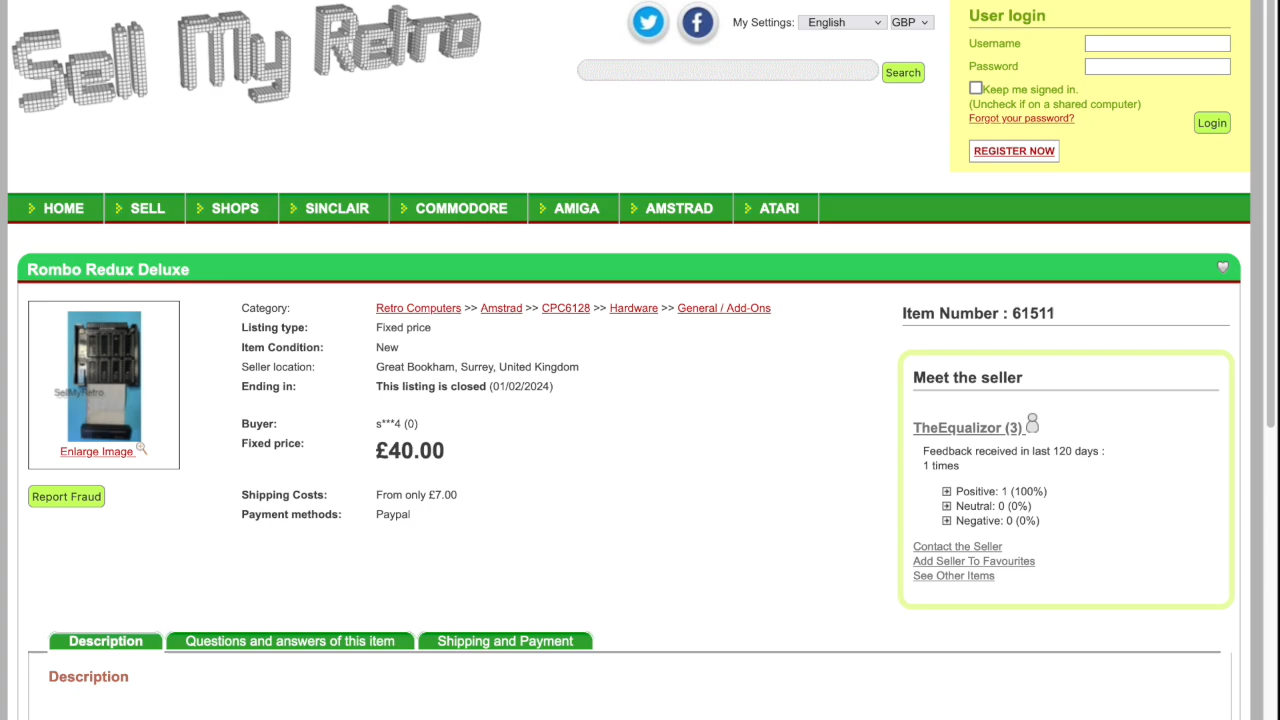 Sell My Retro
My Settings: English GBP
Search
User login
Username
Password
Keep me signed in.
(Uncheck if on a shared computer)
Forgot your password?
Login
REGISTER NOW
HOME SELL SHOPS SINCLAIR COMMODORE AMIGA AMSTRAD ATARI
Rombo Redux Deluxe
SellMyRetro
Enlarge Image
Report Fraud
Category: Retro Computers >> Amstrad >> CPC6128 >> Hardware >> General / Add-Ons
Listing type: Fixed price
Item Condition: New
Seller location: Great Bookham, Surrey, United Kingdom
Ending in: This listing is closed (01/02/2024)
Buyer: s***4 (0)
Fixed price: £40.00
Shipping Costs: From only £7.00
Payment methods: Paypal
Item Number : 61511
Meet the seller
TheEqualizor (3)
Feedback received in last 120 days :
1 times
Positive: 1 (100%)
Neutral: 0 (0%)
Negative: 0 (0%)
Contact the Seller
Add Seller To Favourites
See Other Items
Description Questions and answers of this item Shipping and Payment
Description